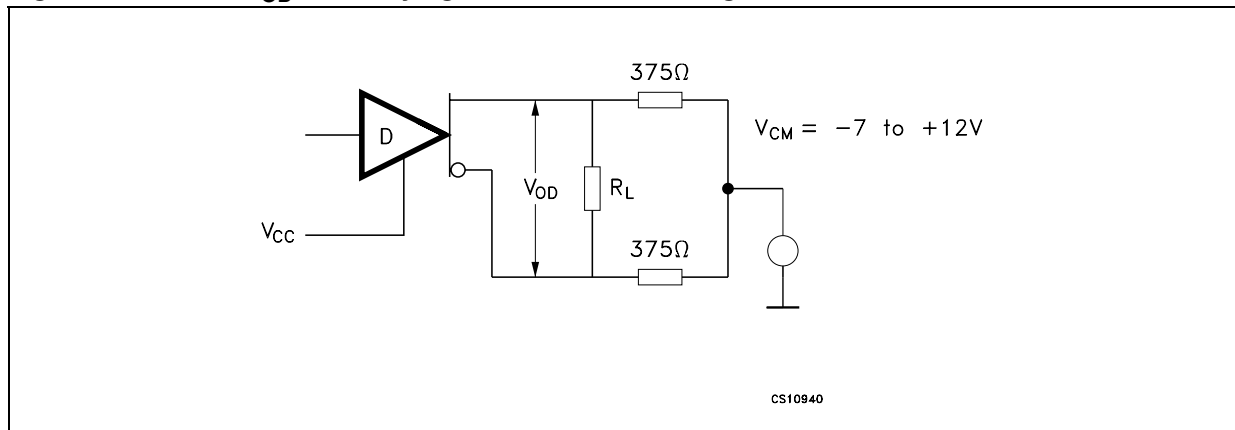 375Ω
D
V_CM = -7 to +12V
V_OD
R_L
V_CC
375Ω
CS10940